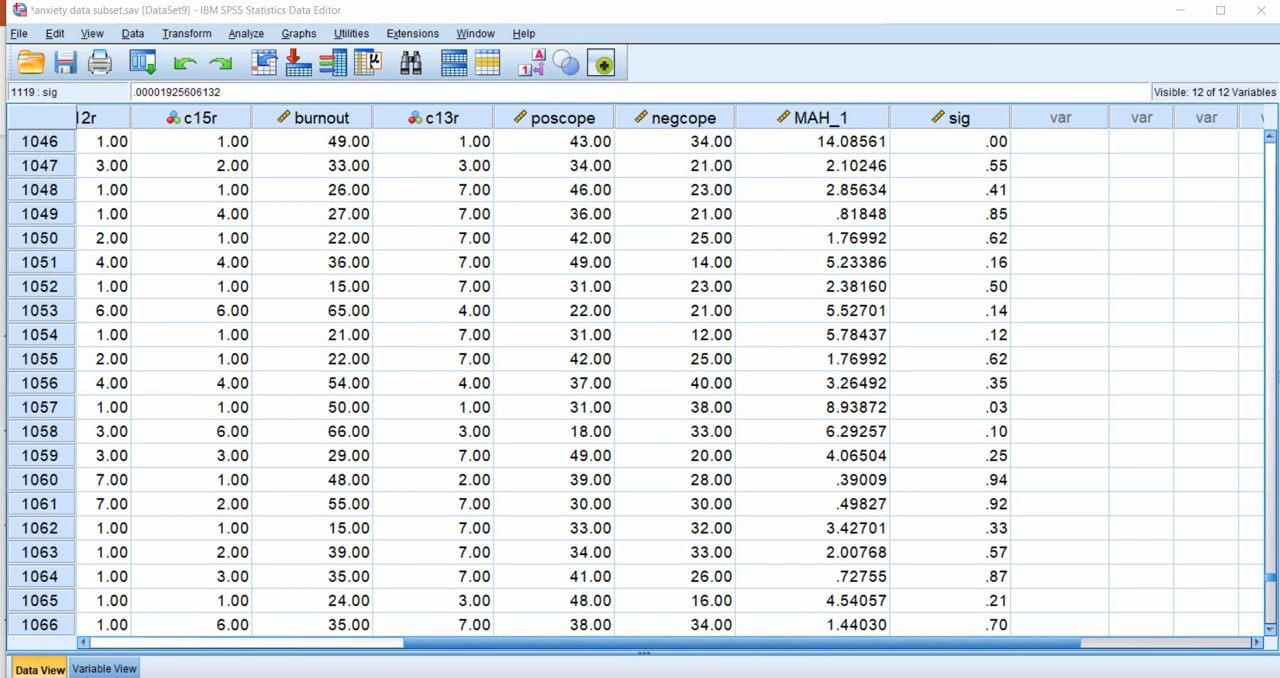 *anxiety data subset.sav [DataSet9] - IBM SPSS Statistics Data Editor
File Edit View Data Transform Analyze Graphs Utilities Extensions Window Help
1119 : sig .00001925606132 Visible: 12 of 12 Variables
12r c15r burnout c13r poscope negcope MAH_1 sig var var var
1046 1.00 1.00 49.00 1.00 43.00 34.00 14.08561 .00
1047 3.00 2.00 33.00 3.00 34.00 21.00 2.10246 .55
1048 1.00 1.00 26.00 7.00 46.00 23.00 2.85634 .41
1049 1.00 4.00 27.00 7.00 36.00 21.00 .81848 .85
1050 2.00 1.00 22.00 7.00 42.00 25.00 1.76992 .62
1051 4.00 4.00 36.00 7.00 49.00 14.00 5.23386 .16
1052 1.00 1.00 15.00 7.00 31.00 23.00 2.38160 .50
1053 6.00 6.00 65.00 4.00 22.00 21.00 5.52701 .14
1054 1.00 1.00 21.00 7.00 31.00 12.00 5.78437 .12
1055 2.00 1.00 22.00 7.00 42.00 25.00 1.76992 .62
1056 4.00 4.00 54.00 4.00 37.00 40.00 3.26492 .35
1057 1.00 1.00 50.00 1.00 31.00 38.00 8.93872 .03
1058 3.00 6.00 66.00 3.00 18.00 33.00 6.29257 .10
1059 3.00 3.00 29.00 7.00 49.00 20.00 4.06504 .25
1060 7.00 1.00 48.00 2.00 39.00 28.00 .39009 .94
1061 7.00 2.00 55.00 7.00 30.00 30.00 .49827 .92
1062 1.00 1.00 15.00 7.00 33.00 32.00 3.42701 .33
1063 1.00 2.00 39.00 7.00 34.00 33.00 2.00768 .57
1064 1.00 3.00 35.00 7.00 41.00 26.00 .72755 .87
1065 1.00 1.00 24.00 3.00 48.00 16.00 4.54057 .21
1066 1.00 6.00 35.00 7.00 38.00 34.00 1.44030 .70
Data View Variable View